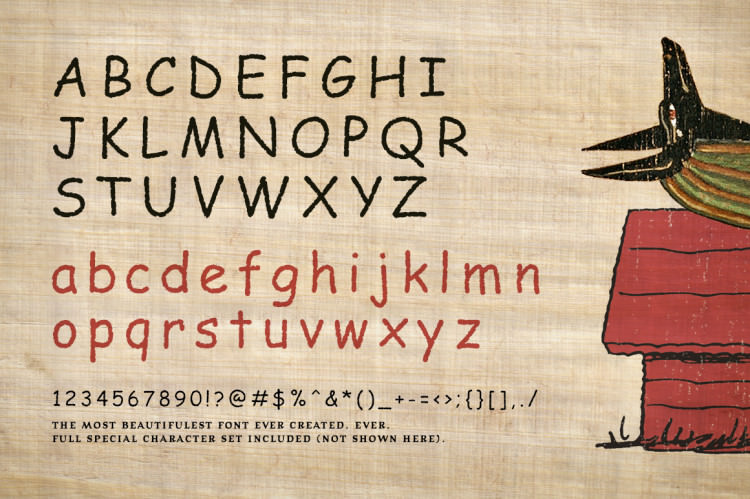 ABCDEFGHI
JKLMNOPQR
STUVWXYZ
abcdefghijklmn
opqrstuvwxyz
1234567890!?@#$%^&*()_+-=<>;{}[],./
THE MOST BEAUTIFULEST FONT EVER CREATED. EVER.
FULL SPECIAL CHARACTER SET INCLUDED (NOT SHOWN HERE).